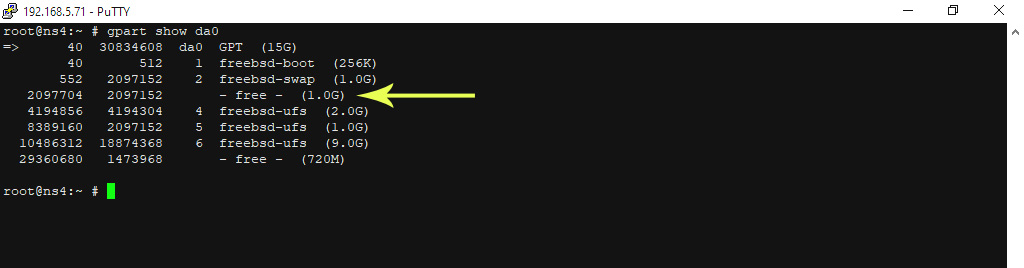 192.168.5.71 - PuTTY
root@ns4:~ # gpart show da0
=>      40  30834608  da0  GPT  (15G)
        40       512    1  freebsd-boot  (256K)
       552   2097152    2  freebsd-swap  (1.0G)
   2097704   2097152       - free -  (1.0G)
   4194856   4194304    4  freebsd-ufs  (2.0G)
   8389160   2097152    5  freebsd-ufs  (1.0G)
  10486312  18874368    6  freebsd-ufs  (9.0G)
  29360680   1473968       - free -  (720M)
root@ns4:~ #